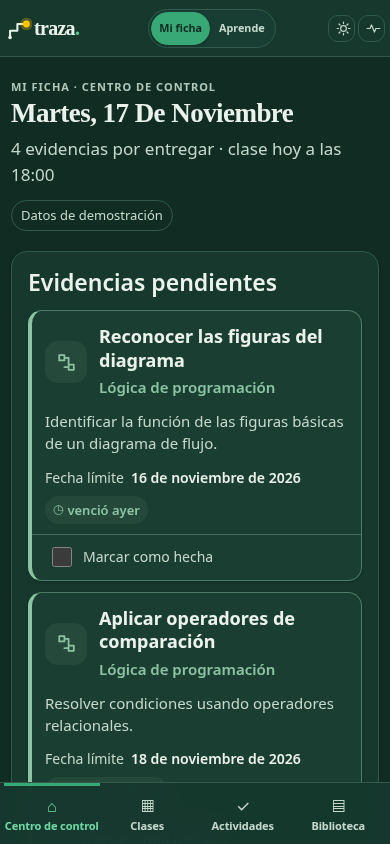 traza.
Mi ficha
Aprende
MI FICHA · CENTRO DE CONTROL
Martes, 17 De Noviembre
4 evidencias por entregar · clase hoy a las
18:00
Datos de demostración
Evidencias pendientes
Reconocer las figuras del
diagrama
Lógica de programación
Identificar la función de las figuras básicas
de un diagrama de flujo.
Fecha límite 16 de noviembre de 2026
venció ayer
Marcar como hecha
Aplicar operadores de
comparación
Lógica de programación
Resolver condiciones usando operadores
relacionales.
Fecha límite 18 de noviembre de 2026
Centro de control
Clases
Actividades
Biblioteca